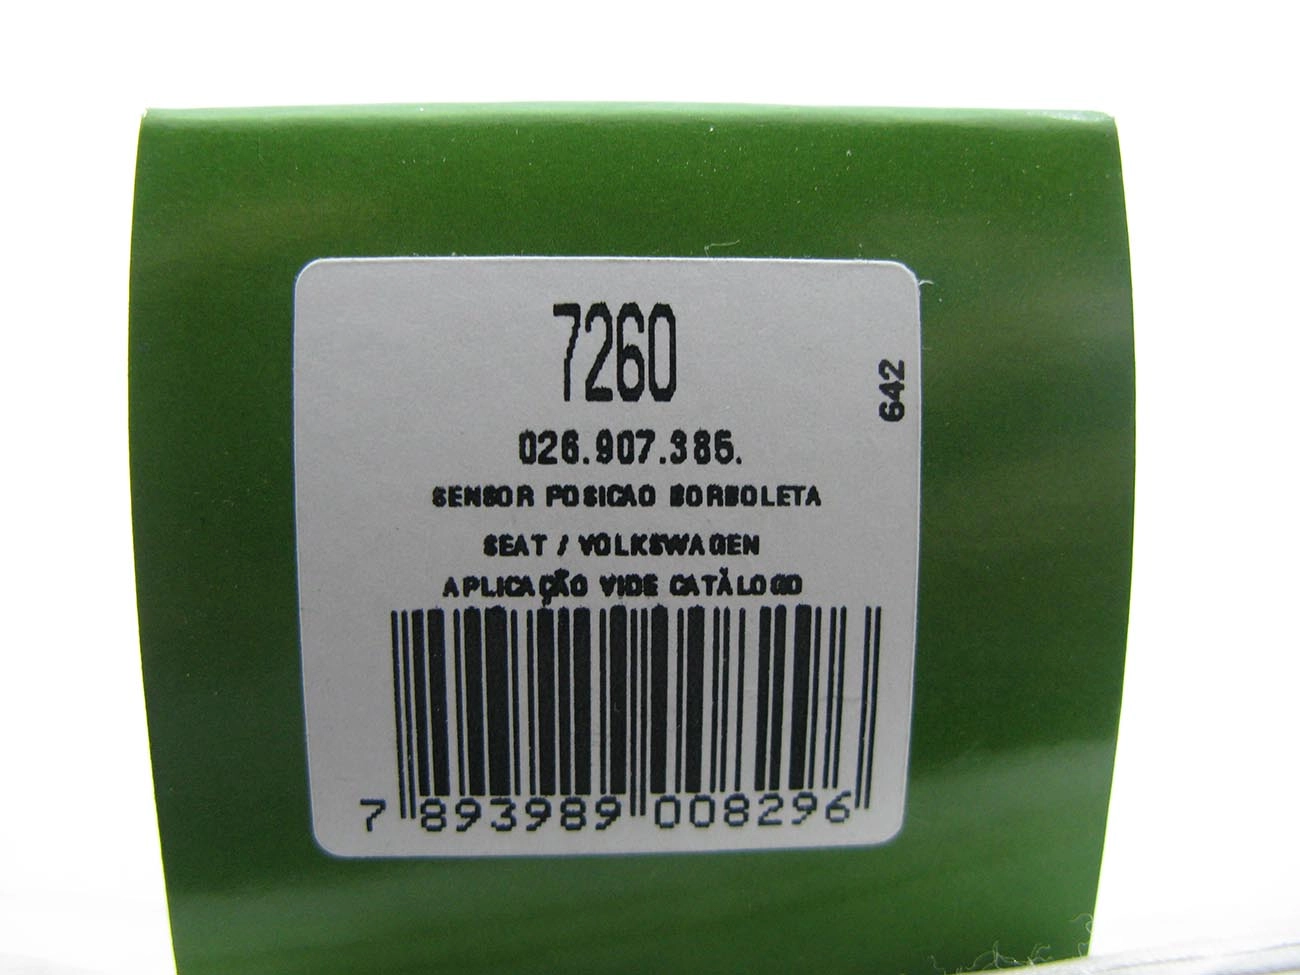 7260
642
026.907.385.
SENSOR POSICAO BORBOLETA
SEAT / VOLKSWAGEN
APLICAÇÃO VIDE CATÁLOGO
7 893989 008296